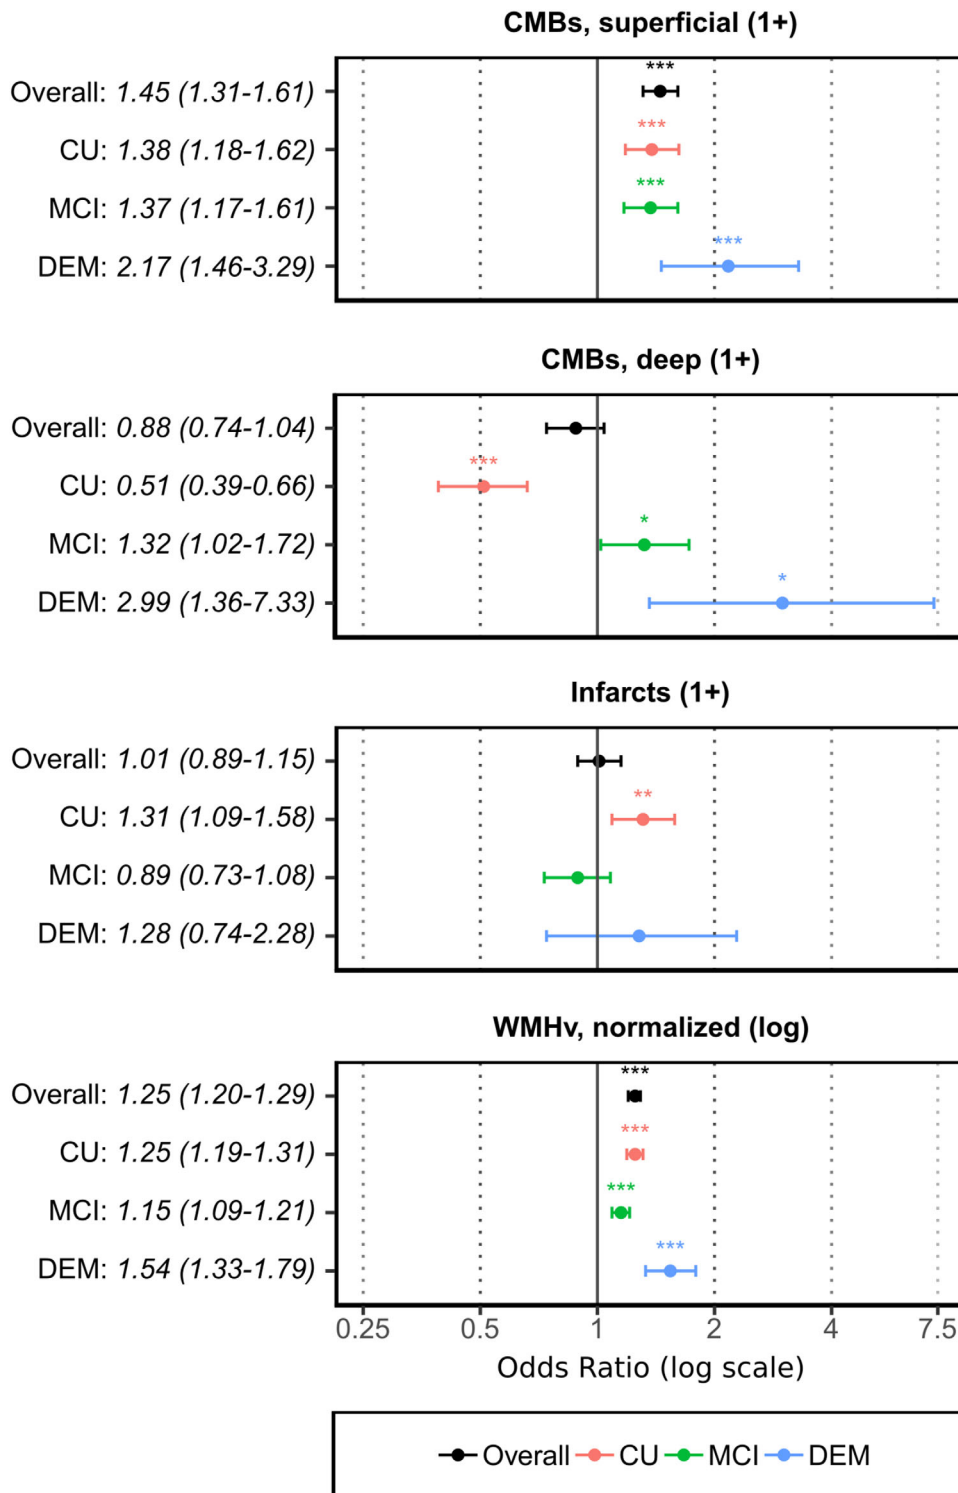 CMBs, superficial (1+)
***
Overall: 1.45 (1.31-1.61)
***
CU: 1.38 (1.18-1.62)
***
MCI: 1.37 (1.17-1.61)
***
DEM: 2.17 (1.46-3.29)
CMBs, deep (1+)
Overall: 0.88 (0.74-1.04)
***
CU: 0.51 (0.39-0.66)
*
MCI: 1.32 (1.02-1.72)
*
DEM: 2.99 (1.36-7.33)
Infarcts (1+)
Overall: 1.01 (0.89-1.15)
**
CU: 1.31 (1.09-1.58)
MCI: 0.89 (0.73-1.08)
DEM: 1.28 (0.74-2.28)
WMHv, normalized (log)
***
Overall: 1.25 (1.20-1.29)
***
CU: 1.25 (1.19-1.31)
***
MCI: 1.15 (1.09-1.21)
***
DEM: 1.54 (1.33-1.79)
0.25 0.5 1 2 4 7.5
Odds Ratio (log scale)
Overall CU MCI DEM